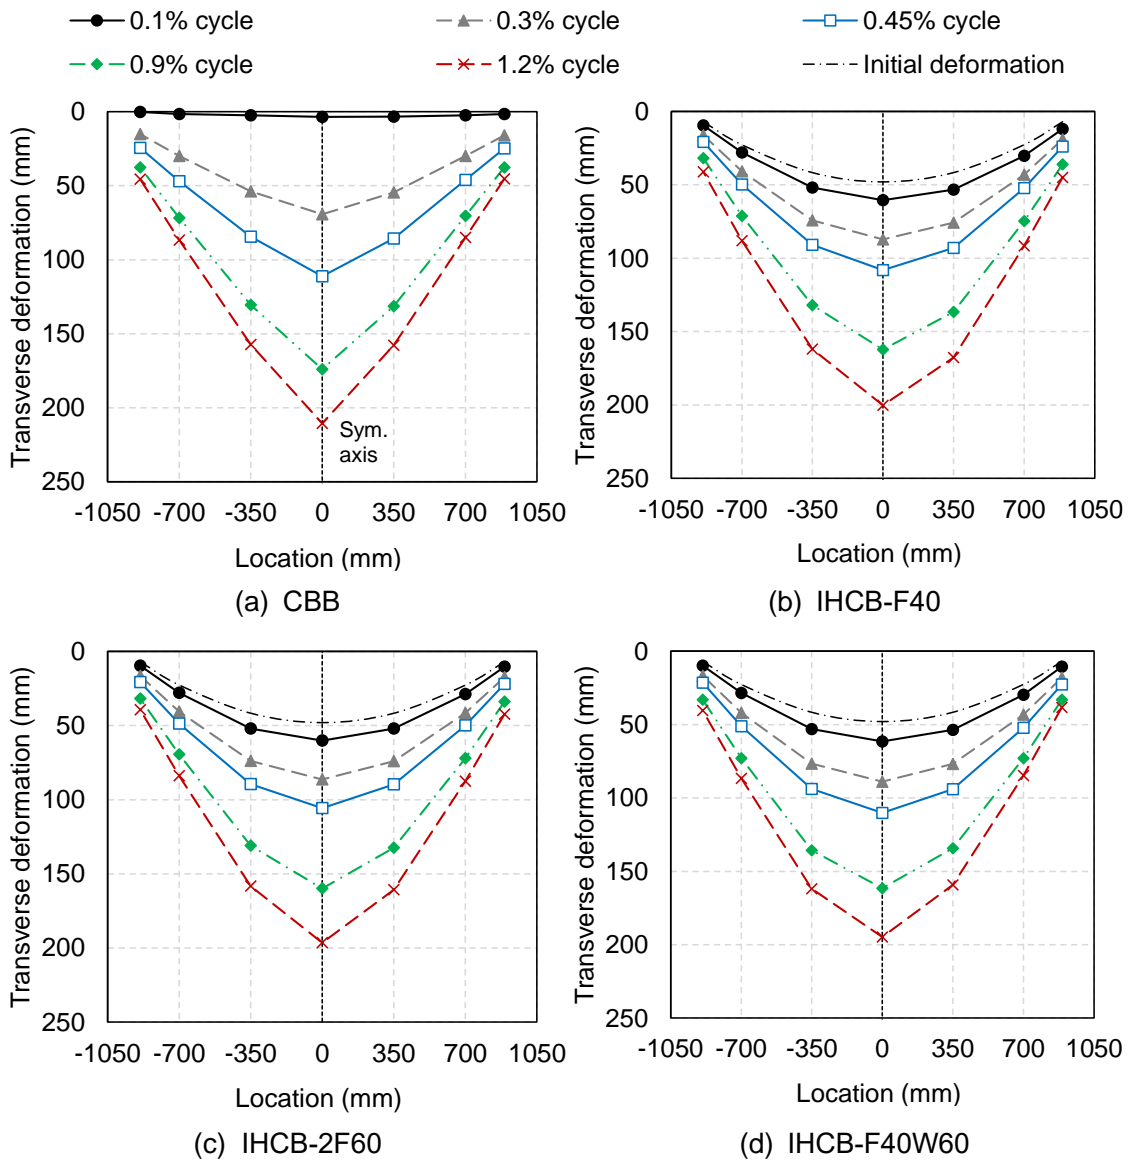 0.1% cycle
0.3% cycle
0.45% cycle
0.9% cycle
1.2% cycle
Initial deformation
Transverse deformation (mm)
0
50
100
150
200
250
Sym.
axis
-1050 -700 -350 0 350 700 1050
Location (mm)
(a) CBB
Transverse deformation (mm)
0
50
100
150
200
250
-1050 -700 -350 0 350 700 1050
Location (mm)
(b) IHCB-F40
Transverse deformation (mm)
0
50
100
150
200
250
-1050 -700 -350 0 350 700 1050
Location (mm)
(c) IHCB-2F60
Transverse deformation (mm)
0
50
100
150
200
250
-1050 -700 -350 0 350 700 1050
Location (mm)
(d) IHCB-F40W60